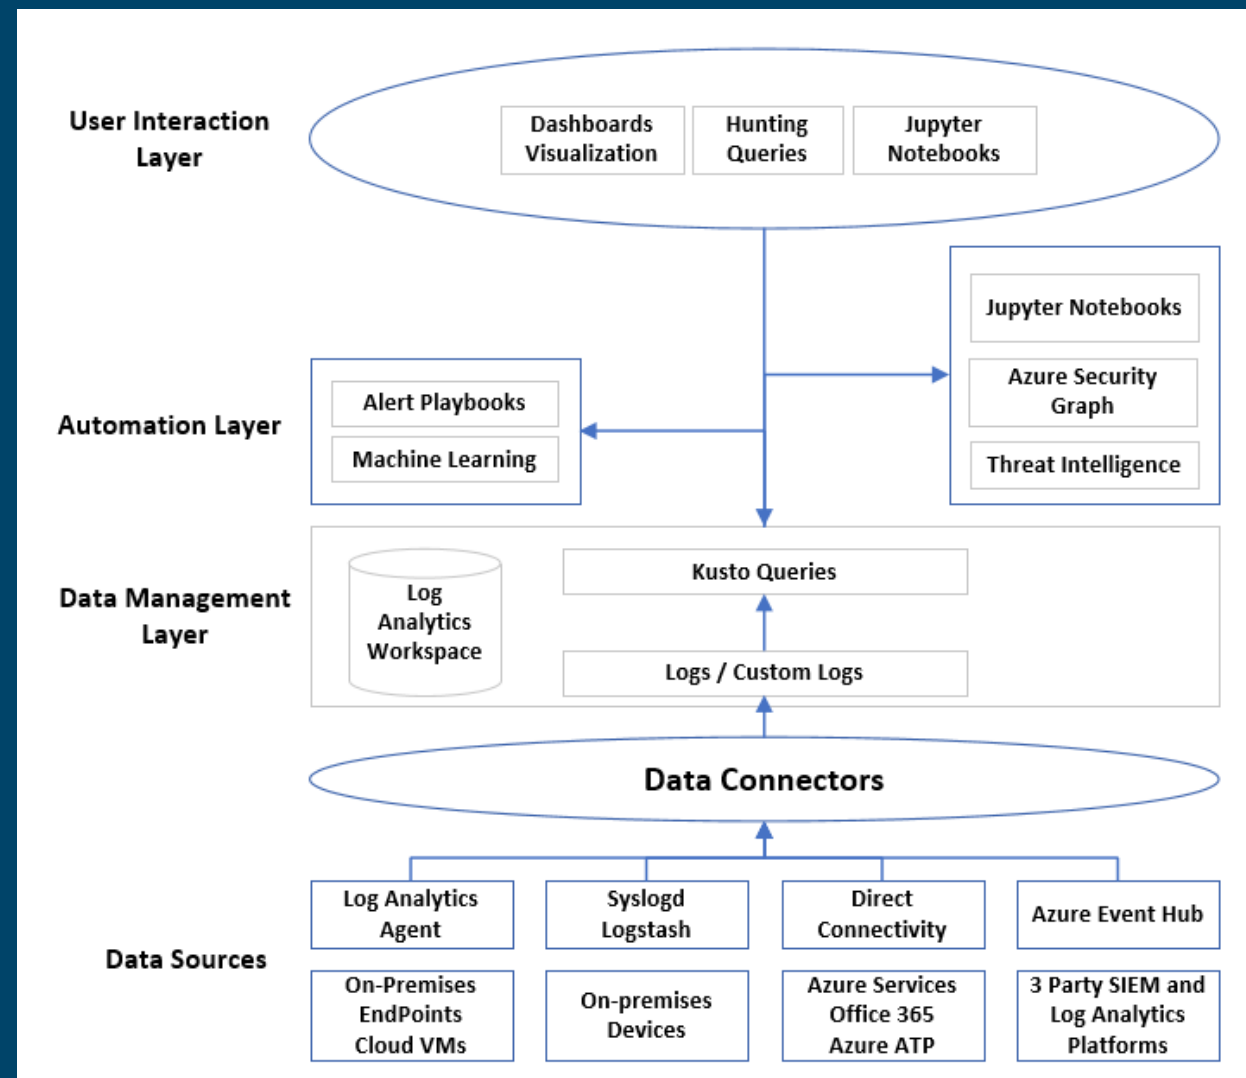 User Interaction
Layer
Dashboards
Visualization
Hunting
Queries
Jupyter
Notebooks
Jupyter Notebooks
Azure Security
Graph
Threat Intelligence
Automation Layer
Alert Playbooks
Machine Learning
Data Management
Layer
Log
Analytics
Workspace
Kusto Queries
Logs / Custom Logs
Data Connectors
Data Sources
Log Analytics
Agent
Syslogd
Logstash
Direct
Connectivity
Azure Event Hub
On-Premises
EndPoints
Cloud VMs
On-premises
Devices
Azure Services
Office 365
Azure ATP
3 Party SIEM and
Log Analytics
Platforms